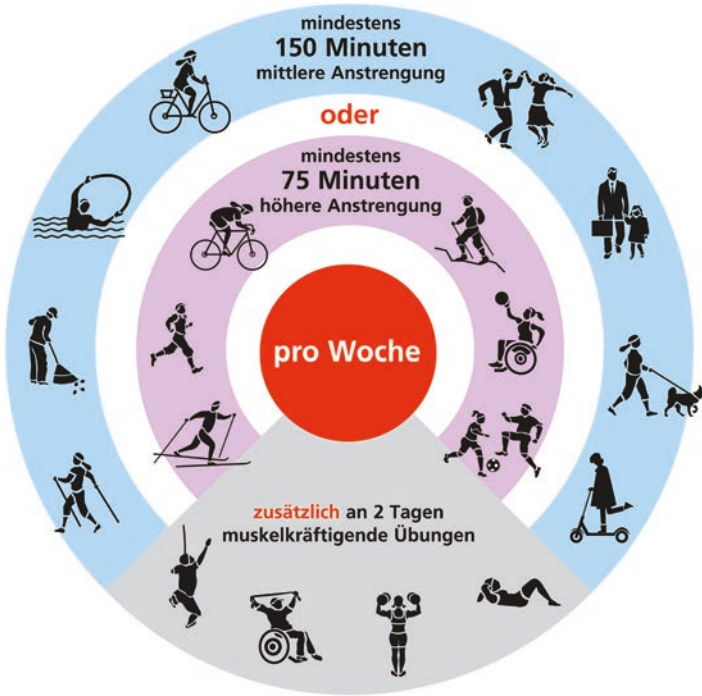 mindestens
150 Minuten
mittlere Anstrengung
oder
mindestens
75 Minuten
höhere Anstrengung
pro Woche
zusätzlich an 2 Tagen
muskelkräftigende Übungen